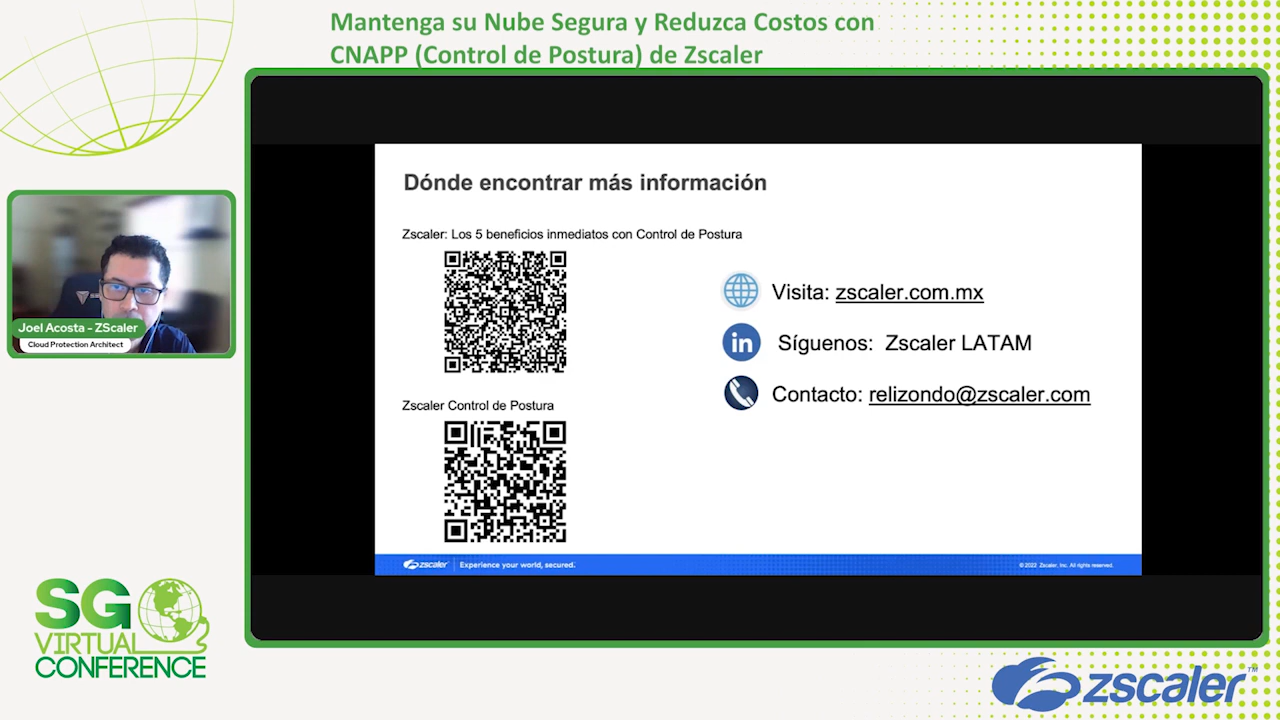 Mantenga su Nube Segura y Reduzca Costos con
CNAPP (Control de Postura) de Zscaler
Dónde encontrar más información
Zscaler: Los 5 beneficios inmediatos con Control de Postura
Visita: zscaler.com.mx
in Síguenos: Zscaler LATAM
Contacto: relizondo@zscaler.com
Zscaler Control de Postura
zscaler Experience your world, secured.
© 2022 Zscaler, Inc. All rights reserved.
Joel Acosta - ZScaler
Cloud Protection Architect
SG
VIRTUAL
CONFERENCE
zscaler™